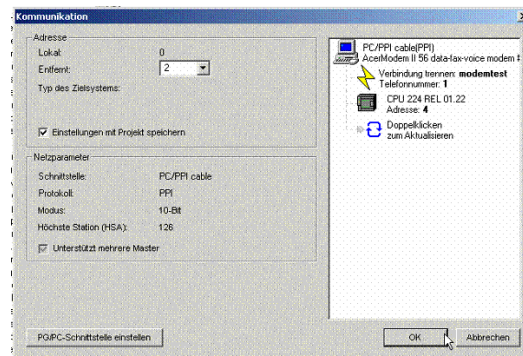 Kommunikation
Adresse
Lokal: 0
Entfernt: 2
Typ des Zielsystems:
Einstellungen mit Projekt speichern
Netzparameter
Schnittstelle: PC/PPI cable
Protokoll: PPI
Modus: 10-Bit
Höchste Station (HSA): 126
Unterstützt mehrere Master
PG/PC-Schnittstelle einstellen
PC/PPI cable(PPI)
AcerModem II 56 data-fax-voice modem
Verbindung trennen: modemtest
Telefonnummer: 1
CPU 224 REL 01.22
Adresse: 4
Doppelklicken
zum Aktualisieren
OK
Abbrechen